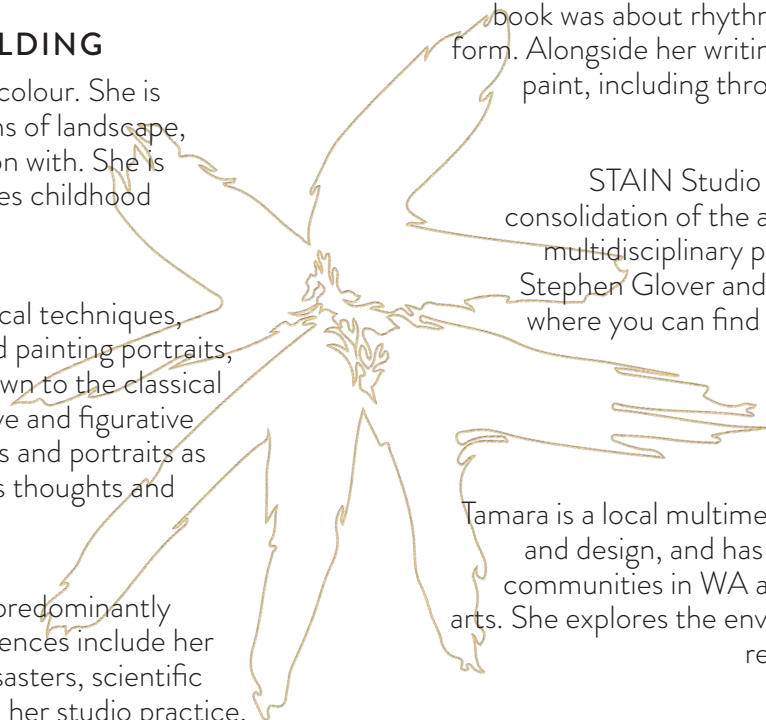 LDING
colour. She is
ns of landscape,
on with. She is
es childhood
cal techniques,
d painting portraits,
wn to the classical
ve and figurative
s and portraits as
s thoughts and
predominantly
ences include her
sasters, scientific
her studio practice.
book was about rhythm
form. Alongside her writin
paint, including thro
STAIN Studio
consolidation of the a
multidisciplinary p
Stephen Glover and
where you can find
Tamara is a local multime
and design, and has
communities in WA a
arts. She explores the env
re